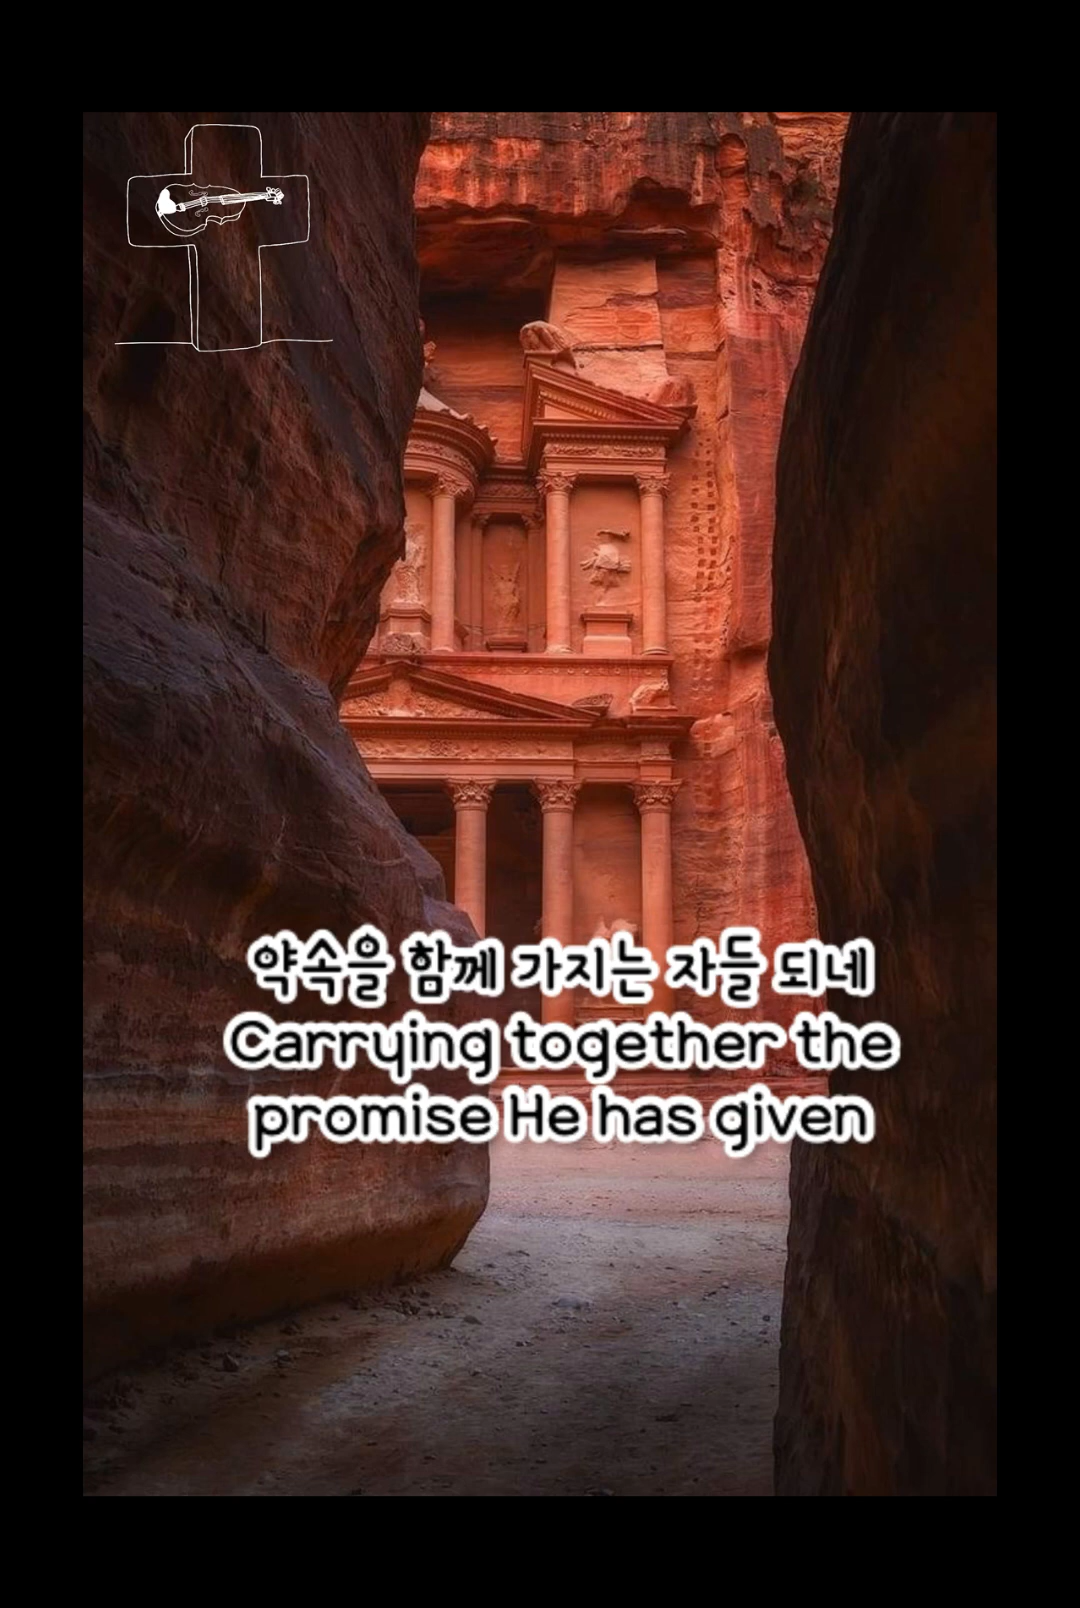 약속을 함께 가지는 자들 되네
Carrying together the
promise He has given